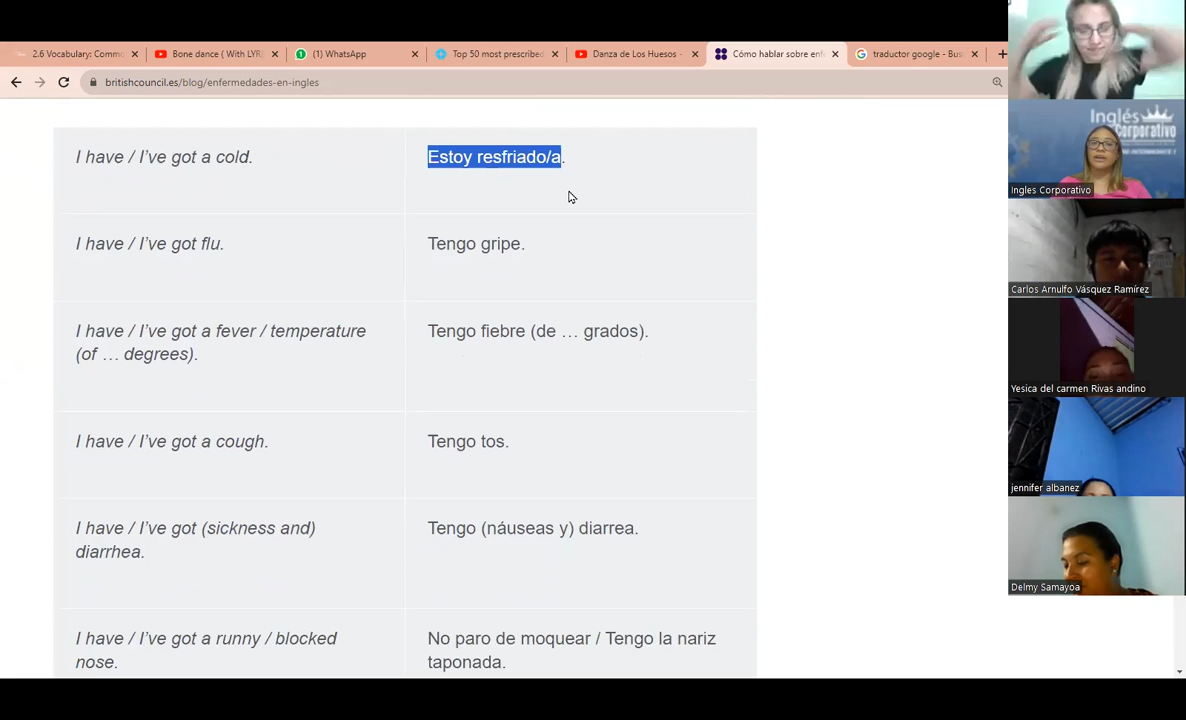 2.6 Vocabulary: Commo
Bone dance ( With LYRI
(1) WhatsApp
Top 50 most prescribed
Danza de Los Huesos -
Cómo hablar sobre enf
traductor google - Bus
britishcouncil.es/blog/enfermedades-en-ingles
I have / I've got a cold.
Estoy resfriado/a.
I have / I've got flu.
Tengo gripe.
I have / I've got a fever / temperature
(of … degrees).
Tengo fiebre (de … grados).
I have / I've got a cough.
Tengo tos.
I have / I've got (sickness and)
diarrhea.
Tengo (náuseas y) diarrea.
I have / I've got a runny / blocked
nose.
No paro de moquear / Tengo la nariz
taponada.
Inglés
Corporativo
Ingles Corporativo
Carlos Arnulfo Vásquez Ramírez
Yesica del carmen Rivas andino
jennifer albanez
Delmy Samayoa